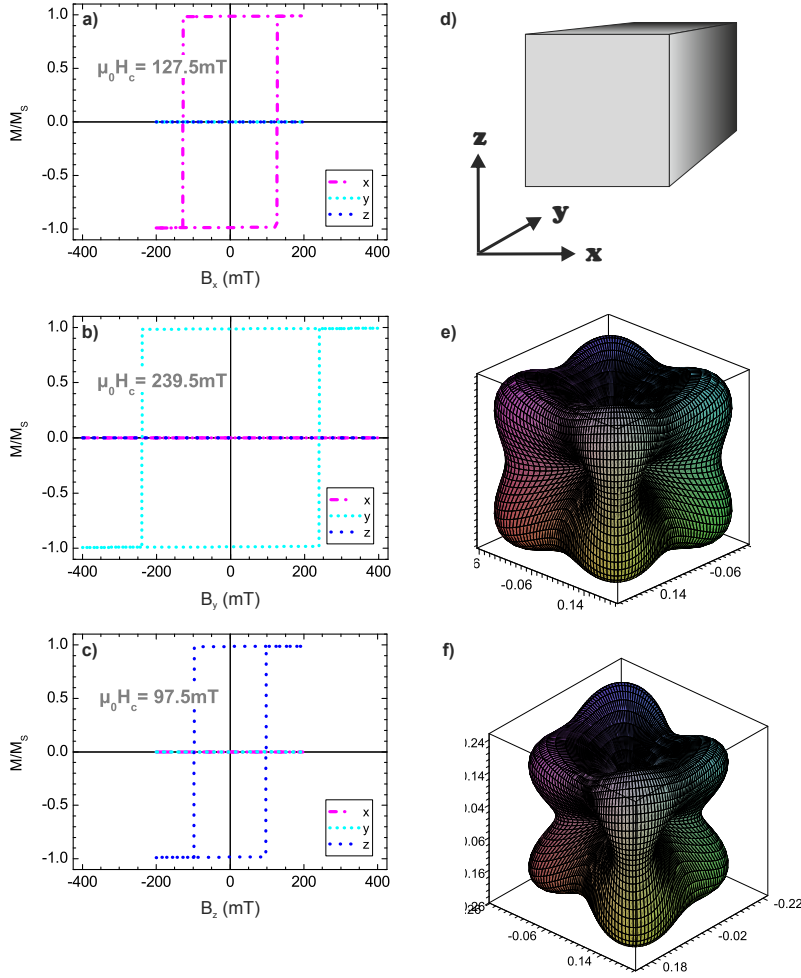 a)
μ0Hc = 127.5mT
M/MS
1.0
0.5
0.0
-0.5
-1.0
x
y
z
-400
-200
0
200
400
Bx (mT)
b)
μ0Hc = 239.5mT
M/MS
1.0
0.5
0.0
-0.5
-1.0
x
y
z
-400
-200
0
200
400
By (mT)
c)
μ0Hc = 97.5mT
M/MS
1.0
0.5
0.0
-0.5
-1.0
x
y
z
-400
-200
0
200
400
Bz (mT)
d)
z
y
x
e)
6
-0.06
0.14
0.14
-0.06
f)
0.24
0.14
0.04
0.06
0.16
0.26
-0.06
0.14
0.18
-0.02
-0.22